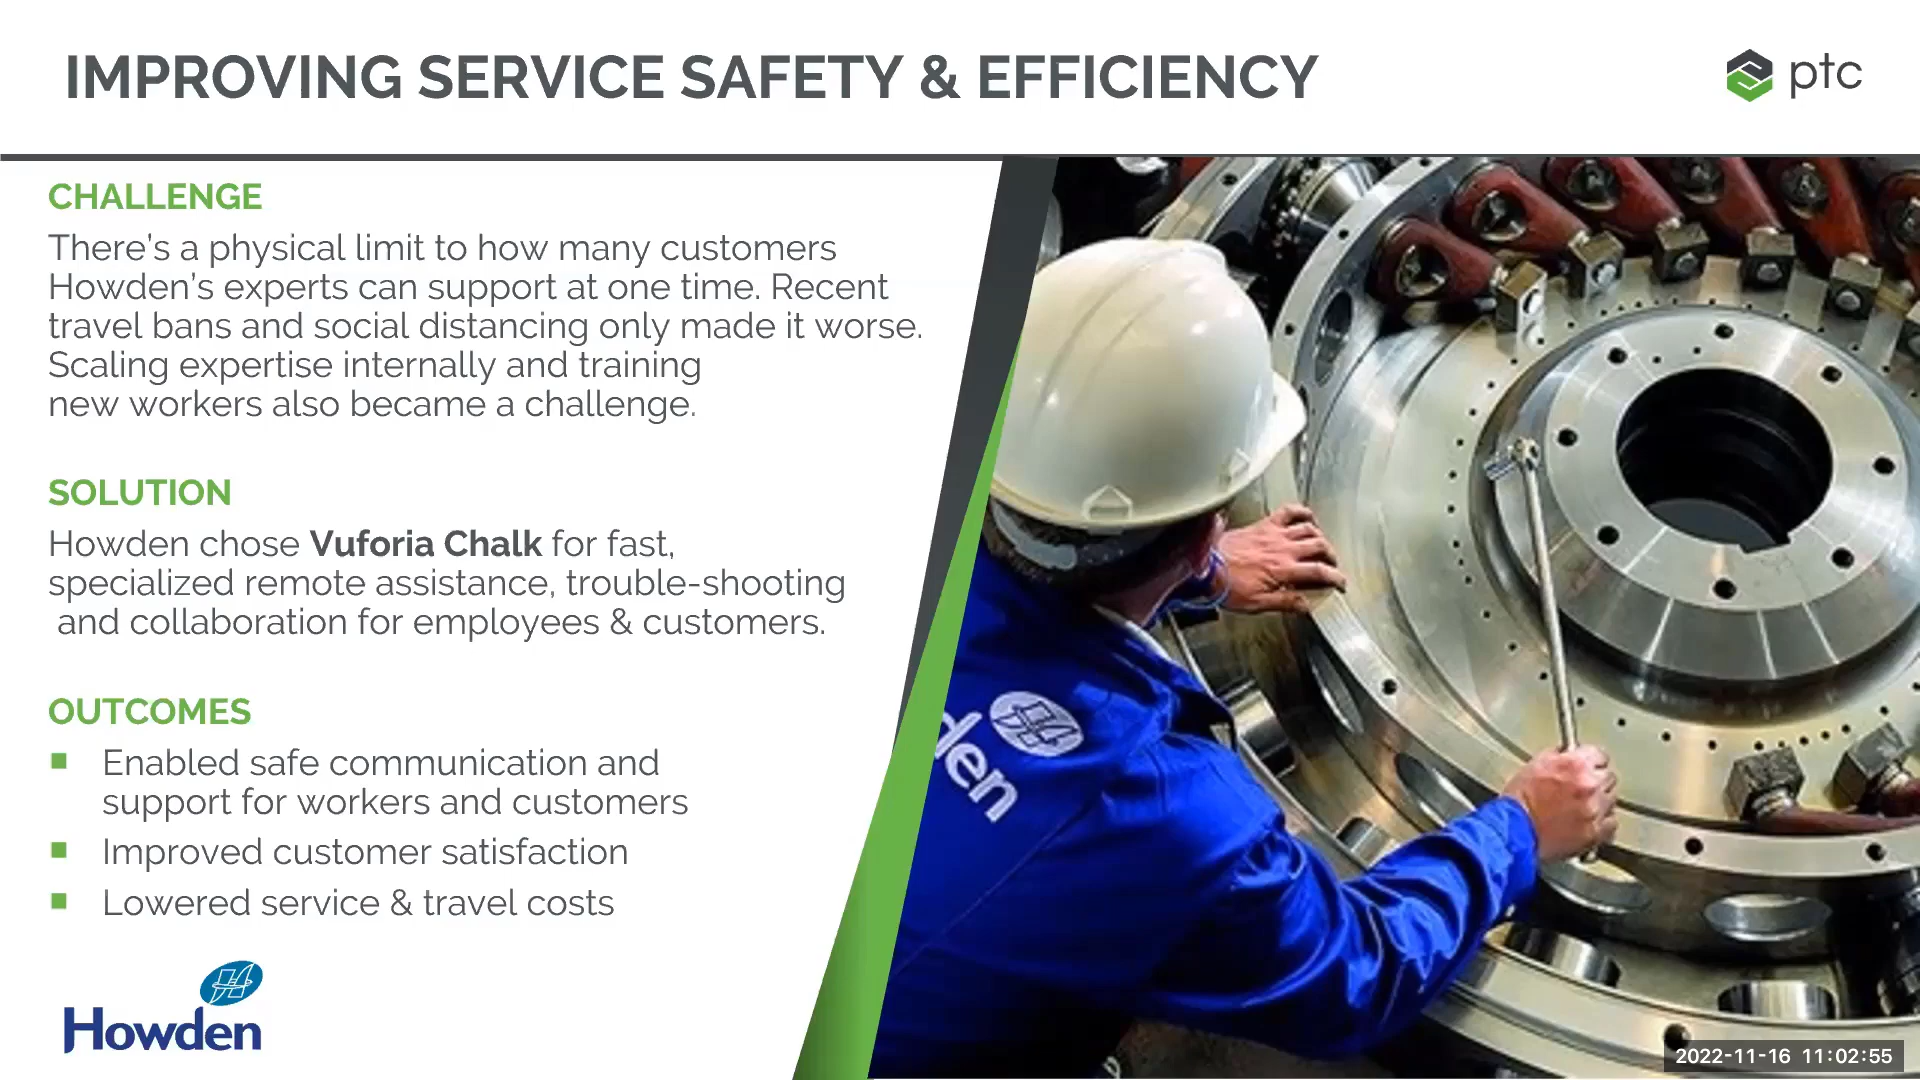 IMPROVING SERVICE SAFETY & EFFICIENCY
ptc
CHALLENGE
There's a physical limit to how many customers
Howden's experts can support at one time. Recent
travel bans and social distancing only made it worse.
Scaling expertise internally and training
new workers also became a challenge.
SOLUTION
Howden chose Vuforia Chalk for fast,
specialized remote assistance, trouble-shooting
and collaboration for employees & customers.
OUTCOMES
Enabled safe communication and
support for workers and customers
Improved customer satisfaction
Lowered service & travel costs
Howden
den
2022-11-16 11:02:55